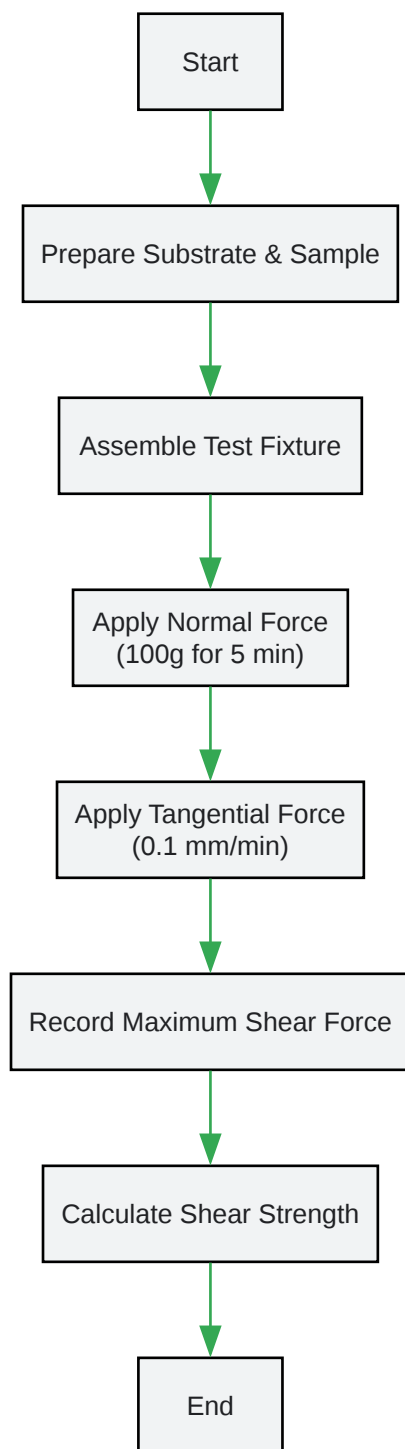 Start
Prepare Substrate & Sample
Assemble Test Fixture
Apply Normal Force
(100g for 5 min)
Apply Tangential Force
(0.1 mm/min)
Record Maximum Shear Force
Calculate Shear Strength
End